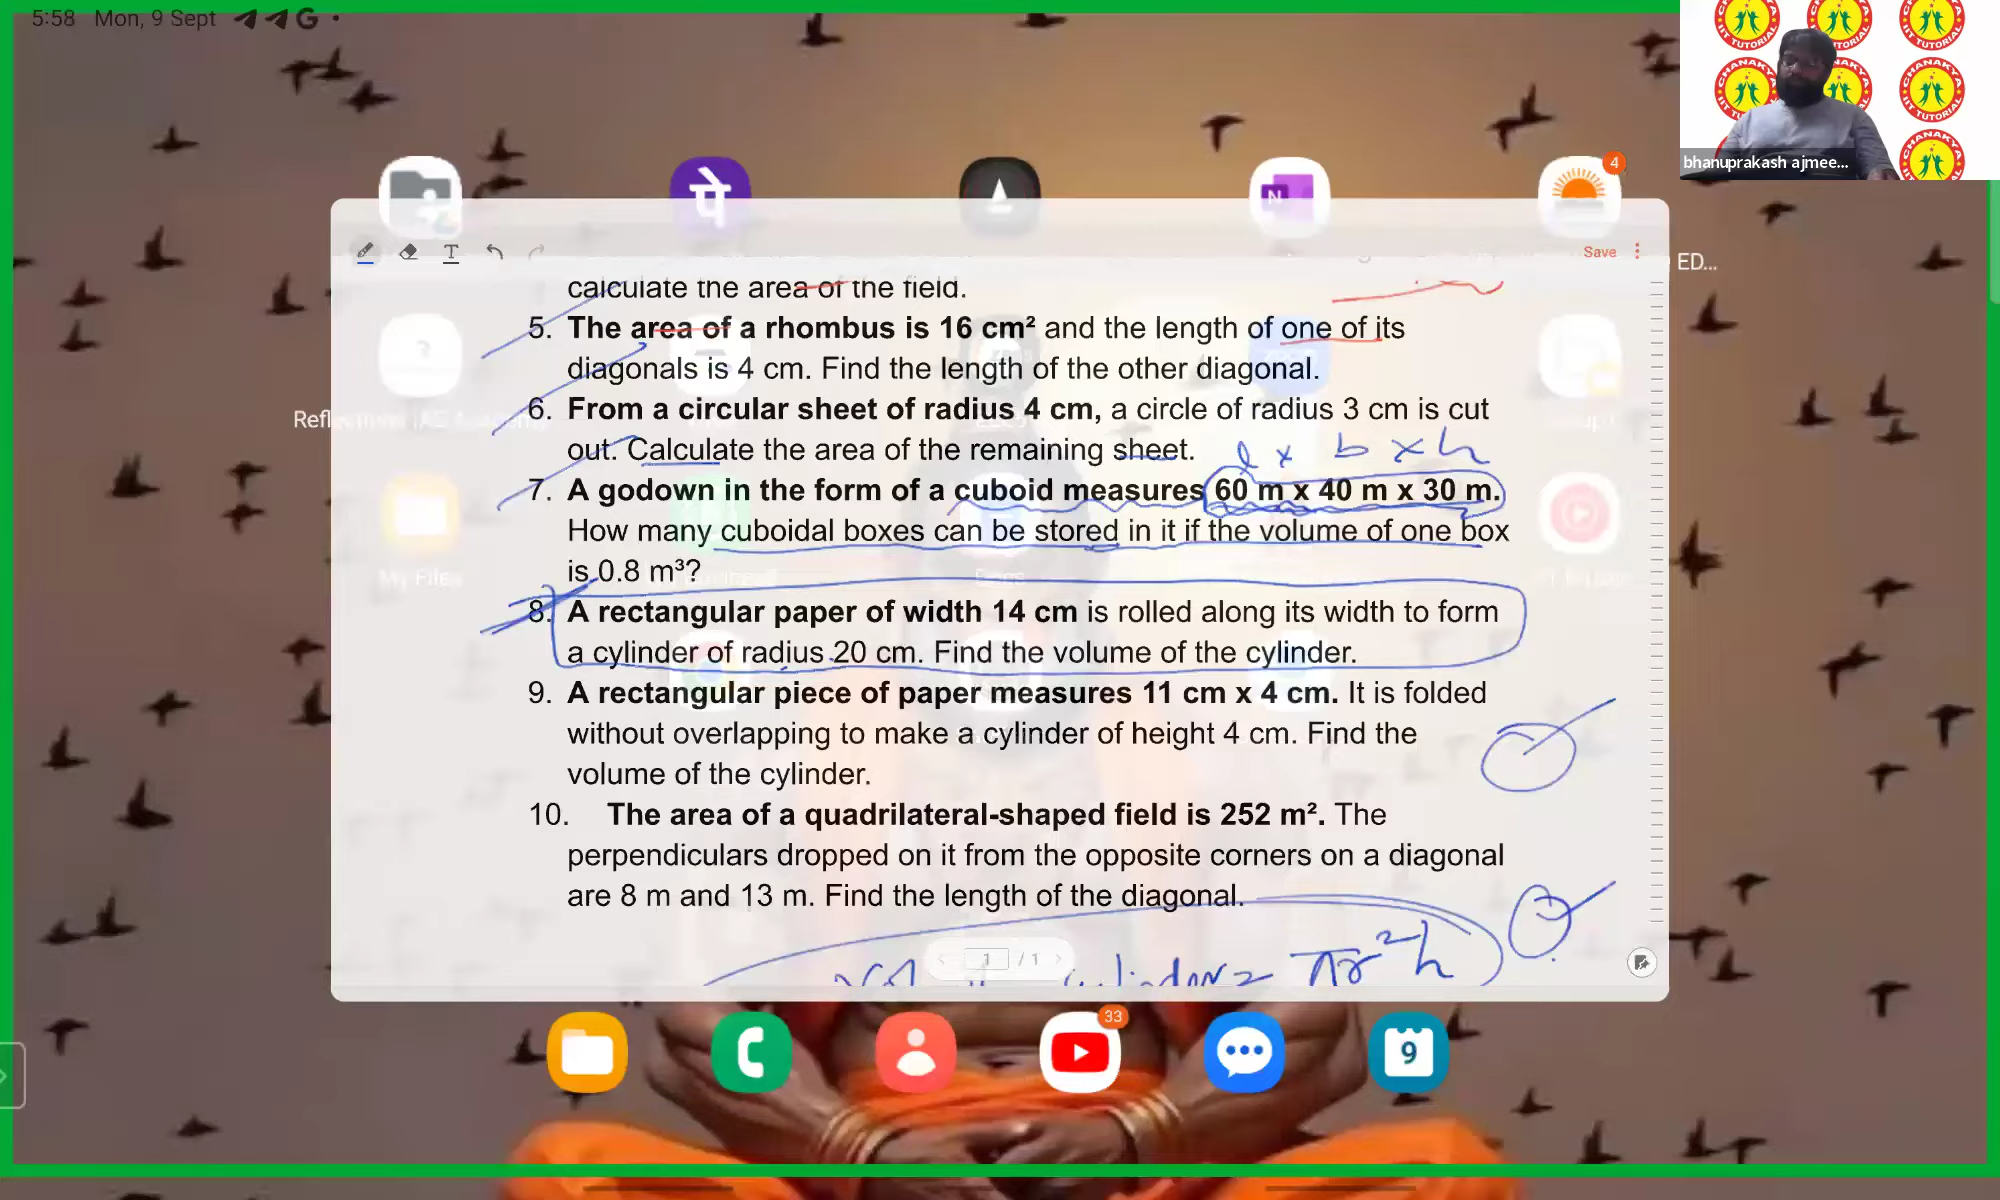 5:58 Mon, 9 Sept
4
bhanuprakash ajmee...
ED...
Save
calculate the area of the field.
5. The area of a rhombus is 16 cm² and the length of one of its
diagonals is 4 cm. Find the length of the other diagonal.
6. From a circular sheet of radius 4 cm, a circle of radius 3 cm is cut
out. Calculate the area of the remaining sheet.
l x b x h
7. A godown in the form of a cuboid measures 60 m x 40 m x 30 m.
How many cuboidal boxes can be stored in it if the volume of one box
is 0.8 m³?
8. A rectangular paper of width 14 cm is rolled along its width to form
a cylinder of radius 20 cm. Find the volume of the cylinder.
9. A rectangular piece of paper measures 11 cm x 4 cm. It is folded
without overlapping to make a cylinder of height 4 cm. Find the
volume of the cylinder.
10. The area of a quadrilateral-shaped field is 252 m². The
perpendiculars dropped on it from the opposite corners on a diagonal
are 8 m and 13 m. Find the length of the diagonal.
πr²h
1 / 1
My Files
33
9
CHANAKYA IIT TUTORIAL